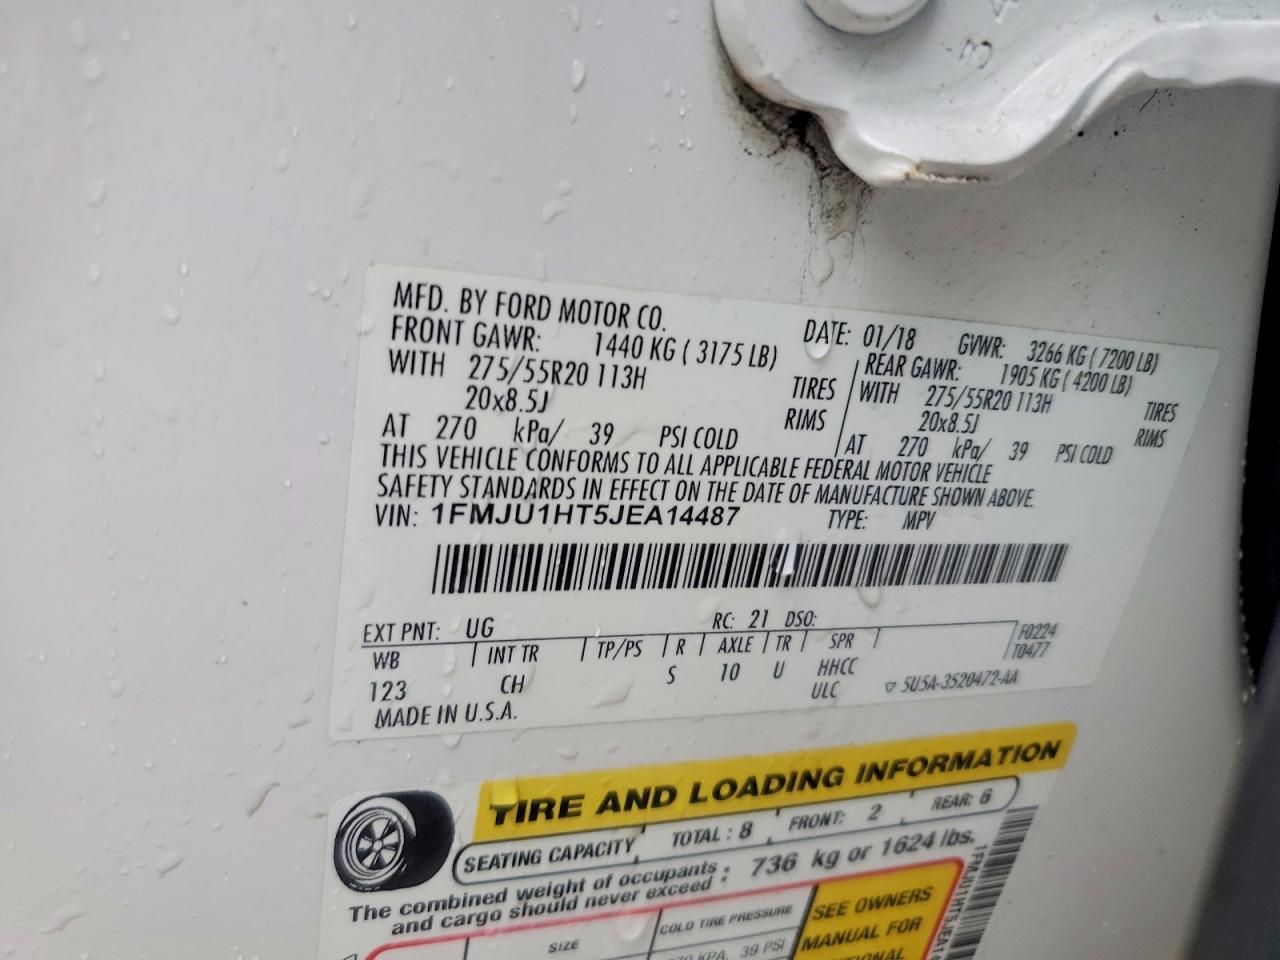 MFD. BY FORD MOTOR CO.
DATE: 01/18 GVWR: 3266 KG ( 7200 LB)
FRONT GAWR: 1440 KG ( 3175 LB)
WITH 275/55R20 113H TIRES
20x8.5J RIMS
AT 270 kPa/ 39 PSI COLD
REAR GAWR: 1905 KG ( 4200 LB)
WITH 275/55R20 113H TIRES
20x8.5J RIMS
AT 270 kPa/ 39 PSI COLD
THIS VEHICLE CONFORMS TO ALL APPLICABLE FEDERAL MOTOR VEHICLE
SAFETY STANDARDS IN EFFECT ON THE DATE OF MANUFACTURE SHOWN ABOVE.
VIN: 1FMJU1HT5JEA14487 TYPE: MPV
EXT PNT: UG RC: 21 DSO:
WB | INT TR | TP/PS | R | AXLE | TR | SPR | F0224
T0477
123 CH S 10 U HHCC
ULC ▽ 5U5A-3520472-AA
MADE IN U.S.A.
TIRE AND LOADING INFORMATION
SEATING CAPACITY TOTAL : 8 FRONT: 2 REAR: 6
The combined weight of occupants and cargo should never exceed : 736 kg or 1624 lbs.
SIZE
COLD TIRE PRESSURE
KPA, 39 PSI
SEE OWNERS
MANUAL FOR
1FMJU1HT5JEA1
3